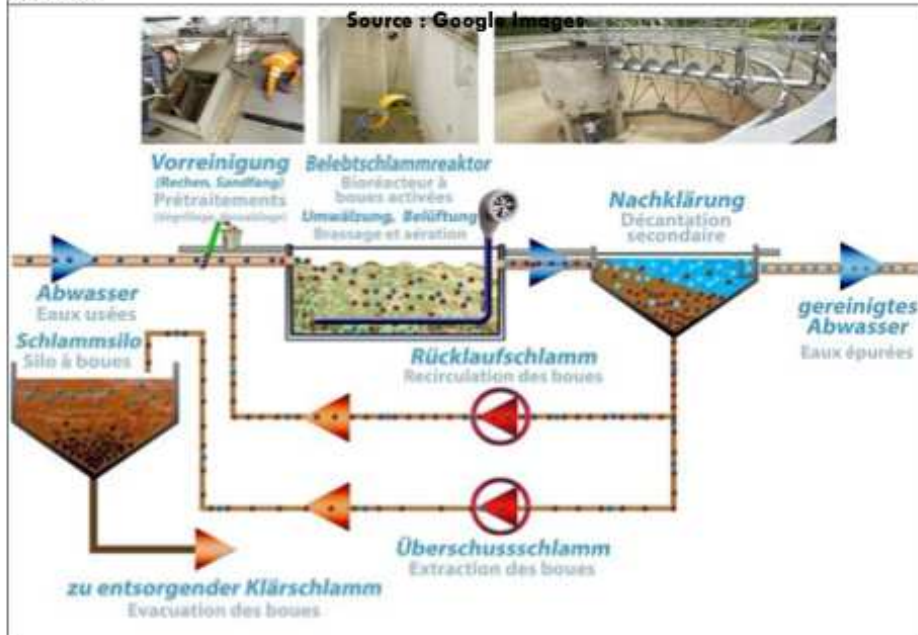 Source : Google Images
Vorreinigung
(Rechen, Sandfang)
Prétraitements
Belebtschlammreaktor
Bioréacteur à
boues activées
Umwälzung, Belüftung
Brassage et aération
Nachklärung
Décantation
secondaire
Abwasser
Eaux usées
gereinigtes
Abwasser
Eaux épurées
Schlammsilo
Silo à boues
Rücklaufschlamm
Recirculation des boues
Überschussschlamm
Extraction des boues
zu entsorgender Klärschlamm
Evacuation des boues